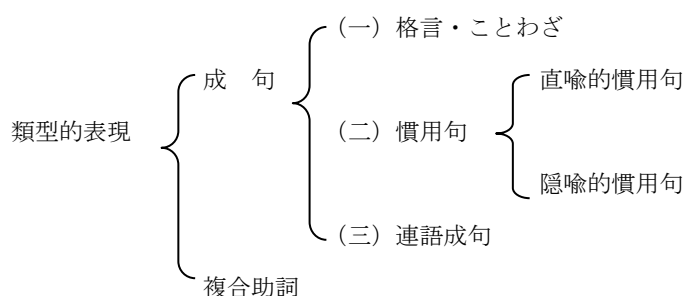 （一）格言・ことわざ
成　句
直喩的慣用句
類型的表現
（二）慣用句
隠喩的慣用句
（三）連語成句
複合助詞